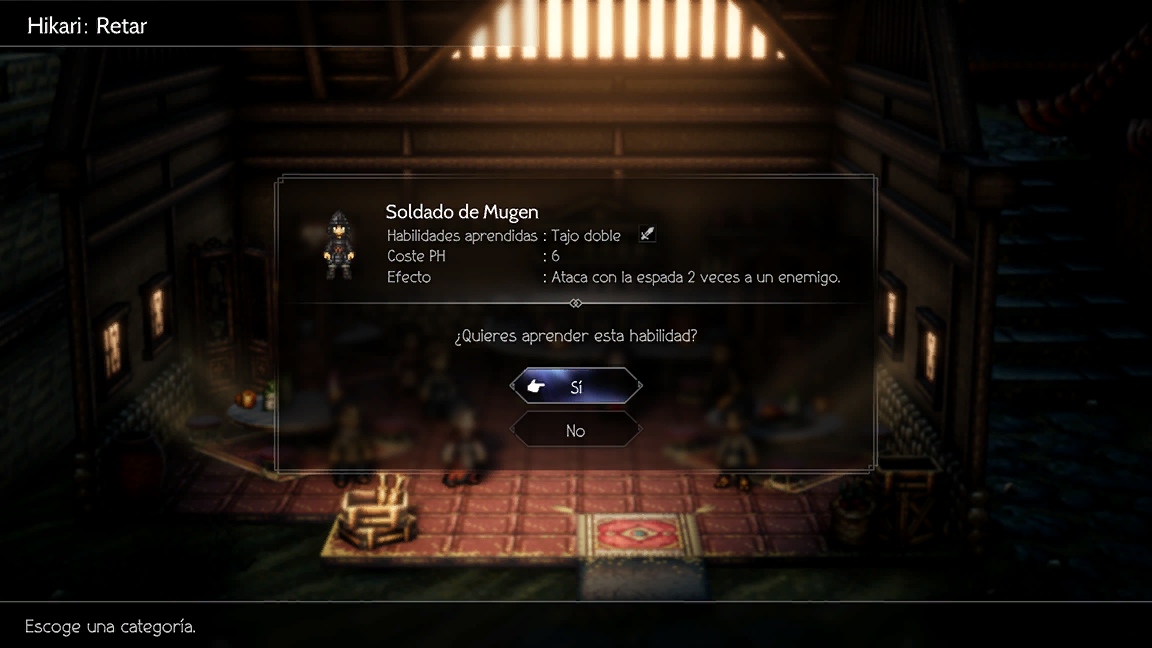 Hikari: Retar
Soldado de Mugen
Habilidades aprendidas : Tajo doble
Coste PH : 6
Efecto : Ataca con la espada 2 veces a un enemigo.
¿Quieres aprender esta habilidad?
Sí
No
Escoge una categoría.